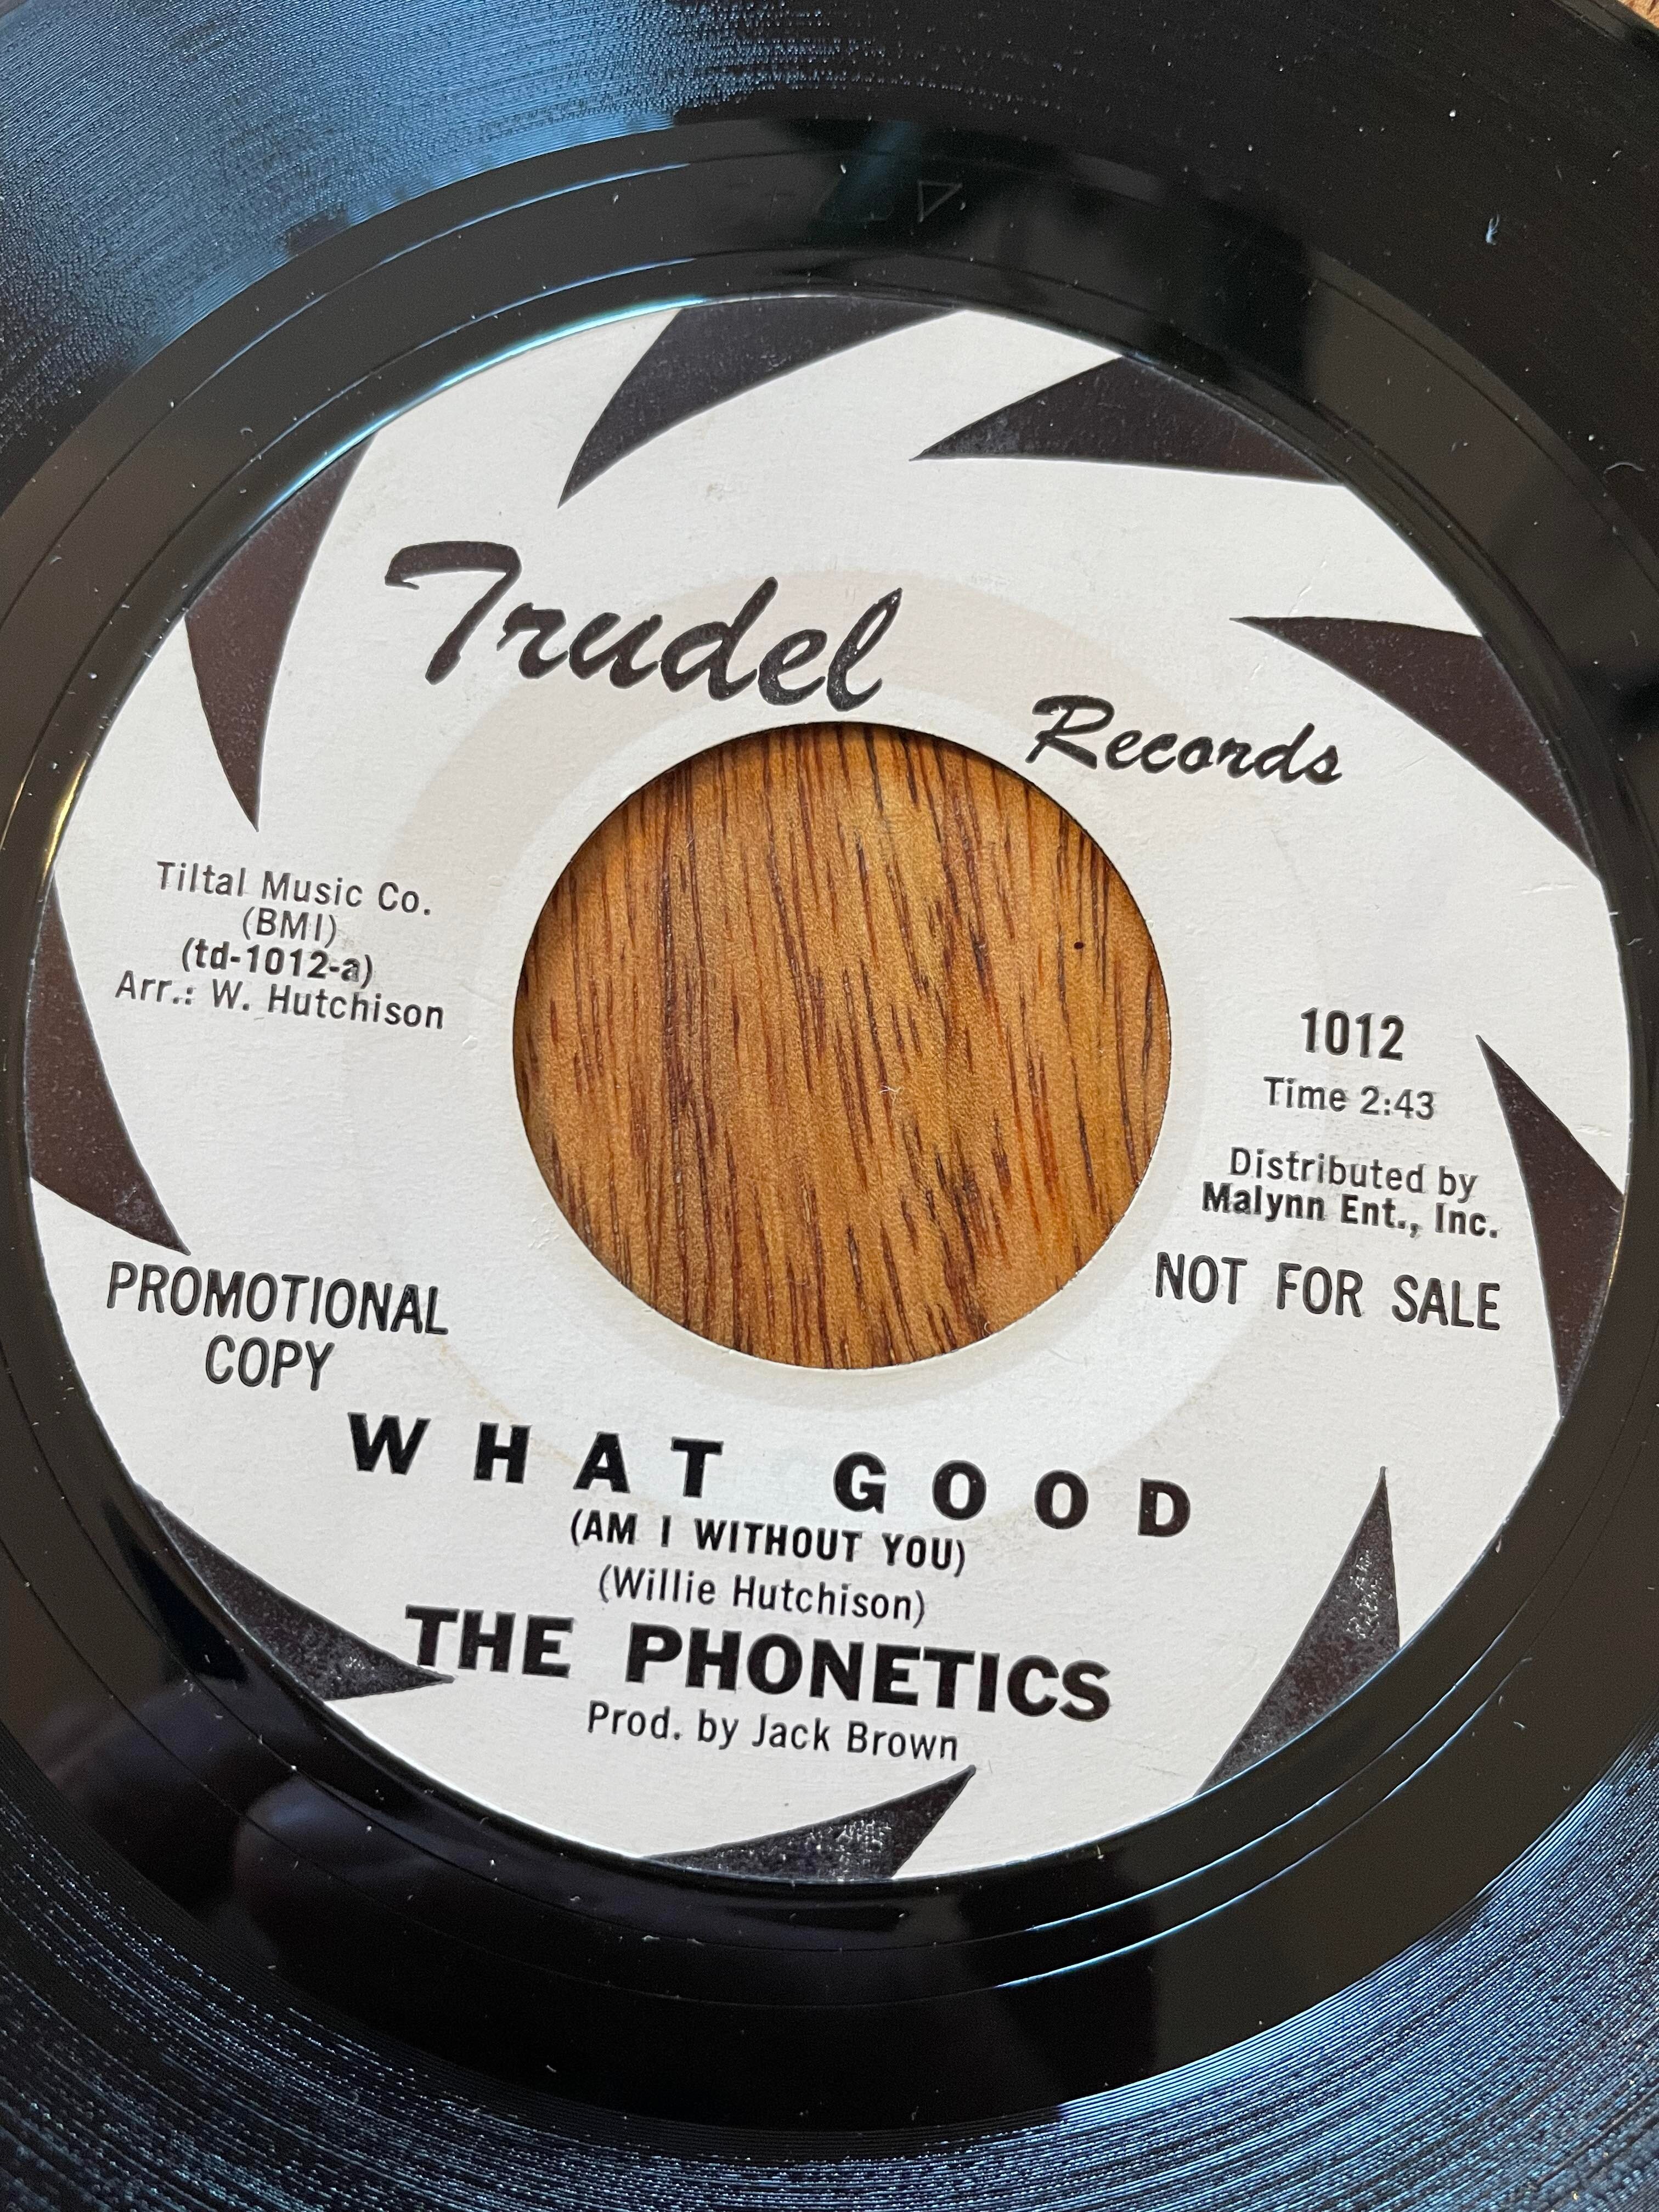 Trudel Records
Tiltal Music Co.
(BMI)
(td-1012-a)
Arr.: W. Hutchison
1012
Time 2:43
Distributed by
Malynn Ent., Inc.
PROMOTIONAL
COPY
NOT FOR SALE
WHAT GOOD
(AM I WITHOUT YOU)
(Willie Hutchison)
THE PHONETICS
Prod. by Jack Brown